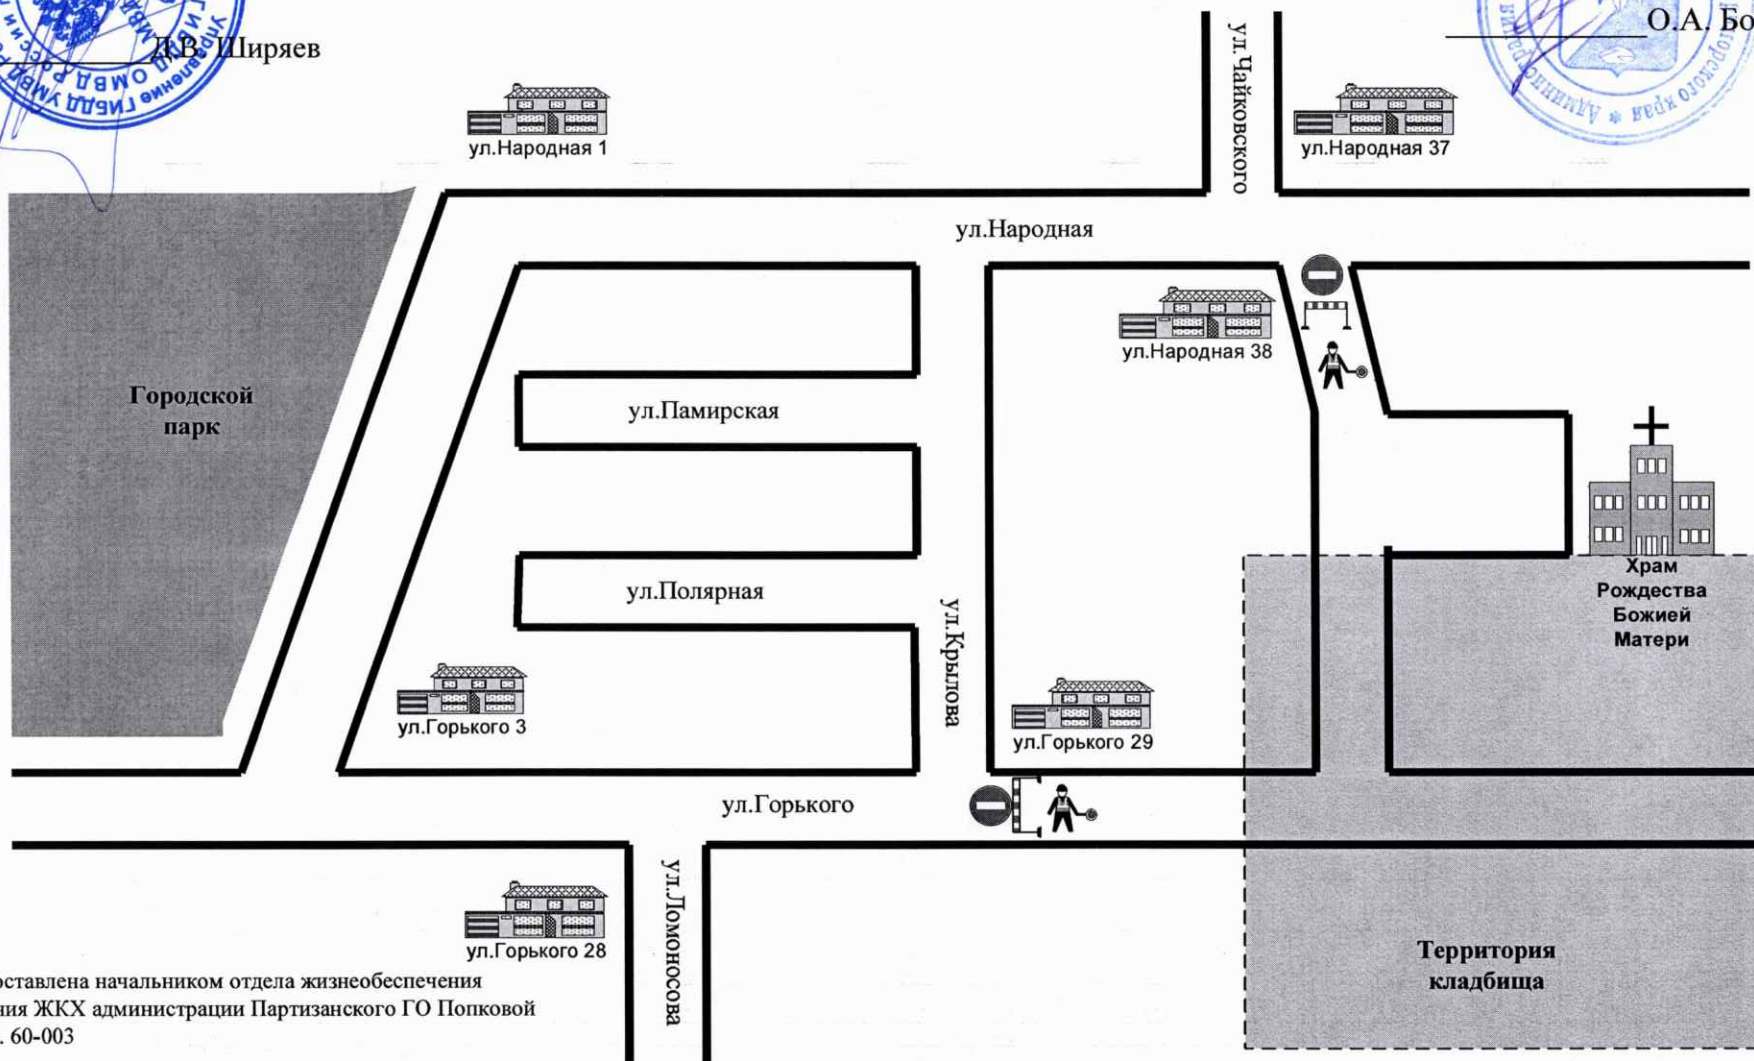 Д.В. Ширяев
О.А. Бо
ул.Народная 1
ул.Чайковского
ул.Народная 37
ул.Народная
ул.Народная 38
Городской
парк
ул.Памирская
ул.Полярная
ул.Крылова
Храм
Рождества
Божией
Матери
ул.Горького 3
ул.Горького 29
ул.Горького
ул.Ломоносова
ул.Горького 28
Территория
кладбища
оставлена начальником отдела жизнеобеспечения
ния ЖКХ администрации Партизанского ГО Попковой
. 60-003